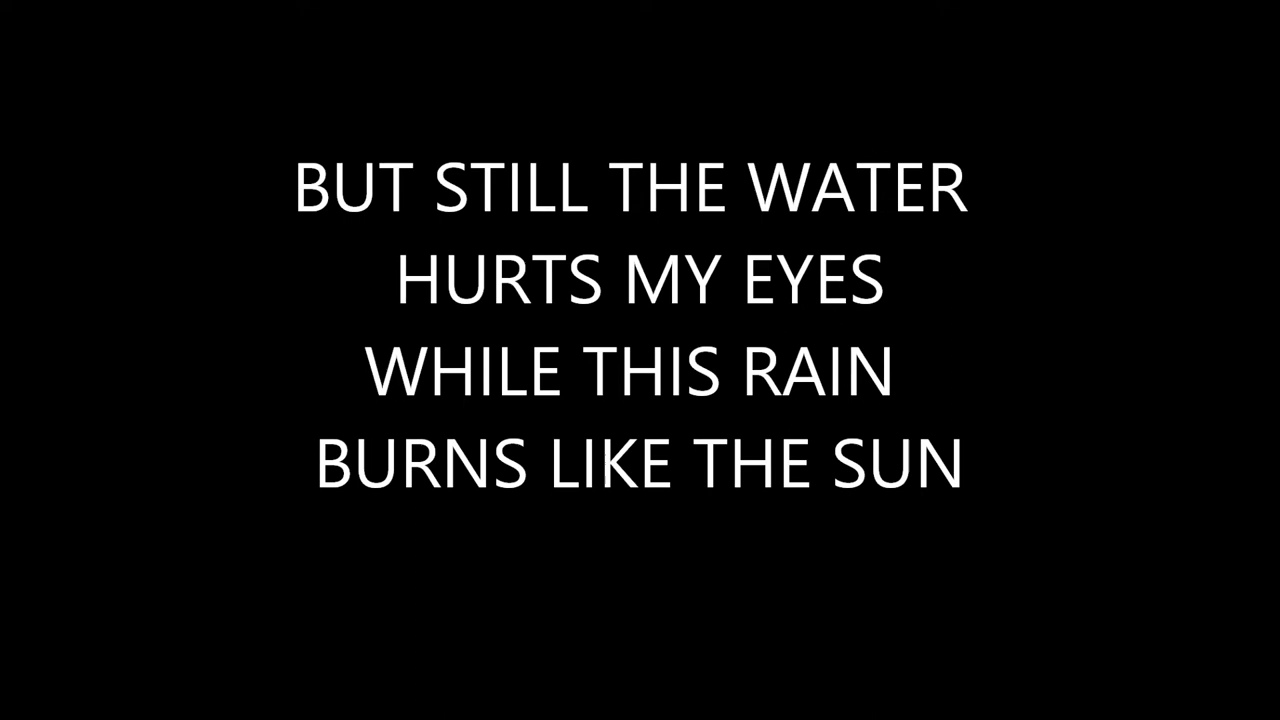 BUT STILL THE WATER
HURTS MY EYES
WHILE THIS RAIN
BURNS LIKE THE SUN